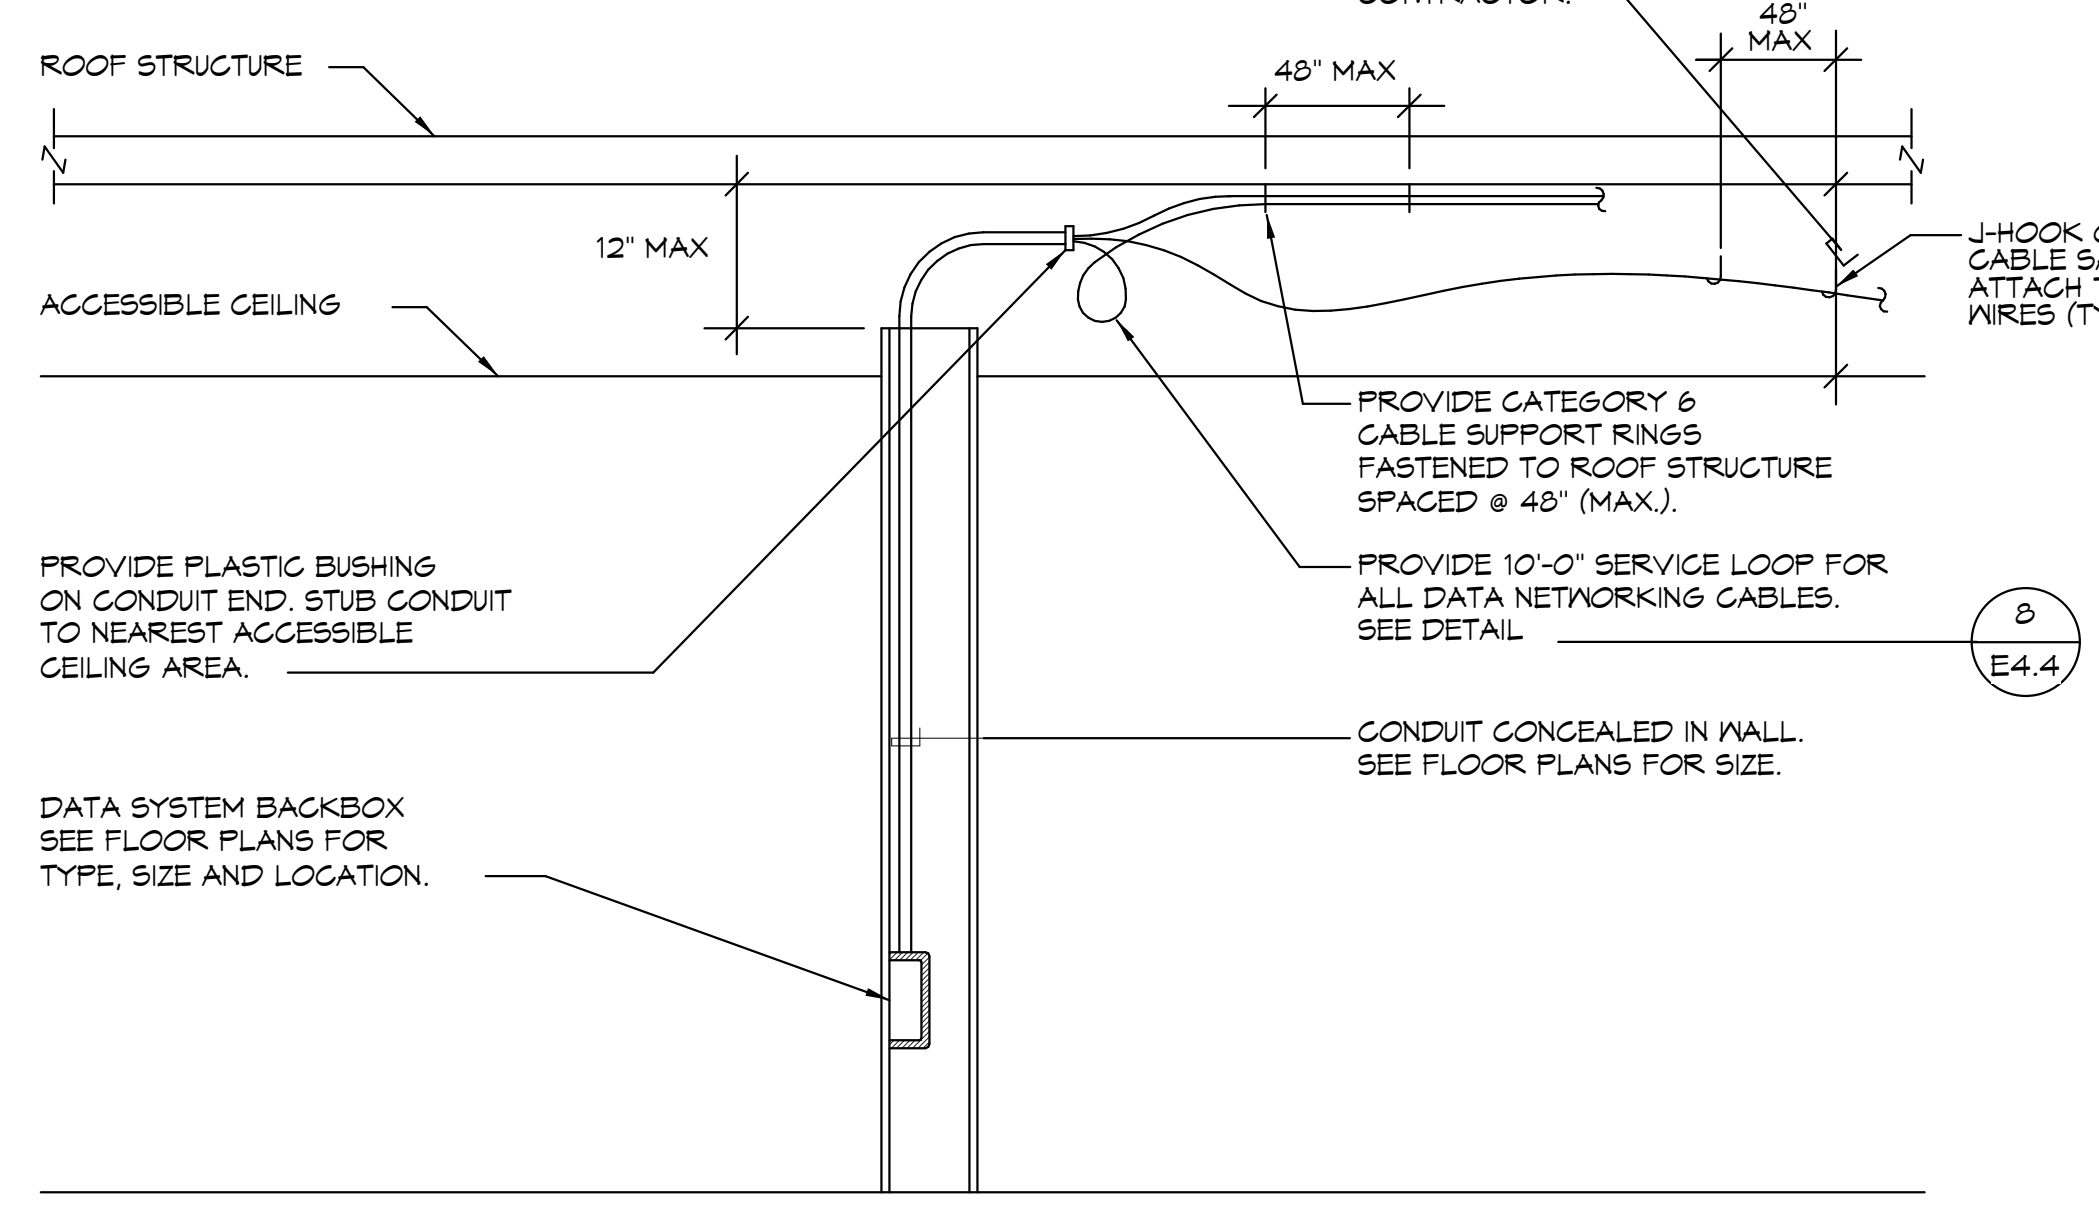 CONTRACTOR.
48"
MAX
ROOF STRUCTURE
48" MAX
12" MAX
J-HOOK
CABLE
ATTACH
WIRES
ACCESSIBLE CEILING
PROVIDE CATEGORY 6
CABLE SUPPORT RINGS
FASTENED TO ROOF STRUCTURE
SPACED @ 48" (MAX.).
PROVIDE PLASTIC BUSHING
ON CONDUIT END. STUB CONDUIT
TO NEAREST ACCESSIBLE
CEILING AREA.
PROVIDE 10'-0" SERVICE LOOP FOR
ALL DATA NETWORKING CABLES.
SEE DETAIL
8
E4.4
CONDUIT CONCEALED IN WALL.
SEE FLOOR PLANS FOR SIZE.
DATA SYSTEM BACKBOX
SEE FLOOR PLANS FOR
TYPE, SIZE AND LOCATION.